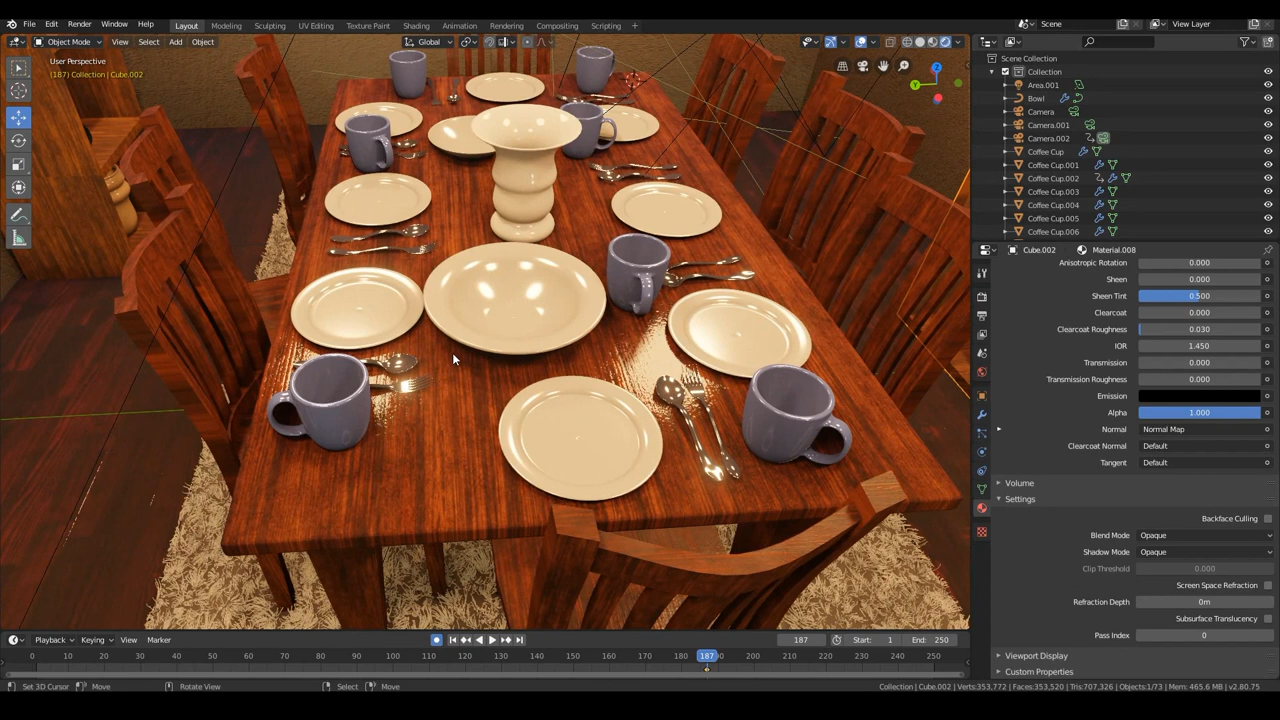 File Edit Render Window Help Layout Modeling Sculpting UV Editing Texture Paint Shading Animation Rendering Compositing Scripting + Scene View Layer
Object Mode View Select Add Object Global
User Perspective
(187) Collection | Cube.002
Z
Y
Scene Collection
Collection
Area.001
Bowl
Camera
Camera.001
Camera.002
Coffee Cup
Coffee Cup.001
Coffee Cup.002
Coffee Cup.003
Coffee Cup.004
Coffee Cup.005
Coffee Cup.006
Cube.002 Material.008
Anisotropic Rotation 0.000
Sheen 0.000
Sheen Tint 0.500
Clearcoat 0.000
Clearcoat Roughness 0.030
IOR 1.450
Transmission 0.000
Transmission Roughness 0.000
Emission
Alpha 1.000
Normal Normal Map
Clearcoat Normal Default
Tangent Default
Volume
Settings
Backface Culling
Blend Mode Opaque
Shadow Mode Opaque
Clip Threshold 0.000
Screen Space Refraction
Refraction Depth 0m
Subsurface Translucency
Pass Index 0
Viewport Display
Custom Properties
Playback Keying View Marker 187 Start: 1 End: 250
0 10 20 30 40 50 60 70 80 90 100 110 120 130 140 150 160 170 180 187 200 210 220 230 240 250
Set 3D Cursor Move Rotate View Select Move Collection | Cube.002 | Verts:353,772 | Faces:353,520 | Tris:707,326 | Objects:1/73 | Mem: 465.6 MB | v2.80.75